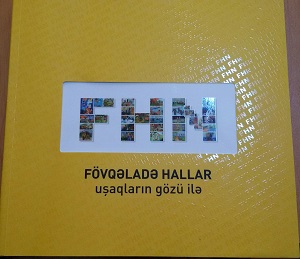 FHN
FÖVQƏLADƏ HALLAR
uşaqların gözü ilə